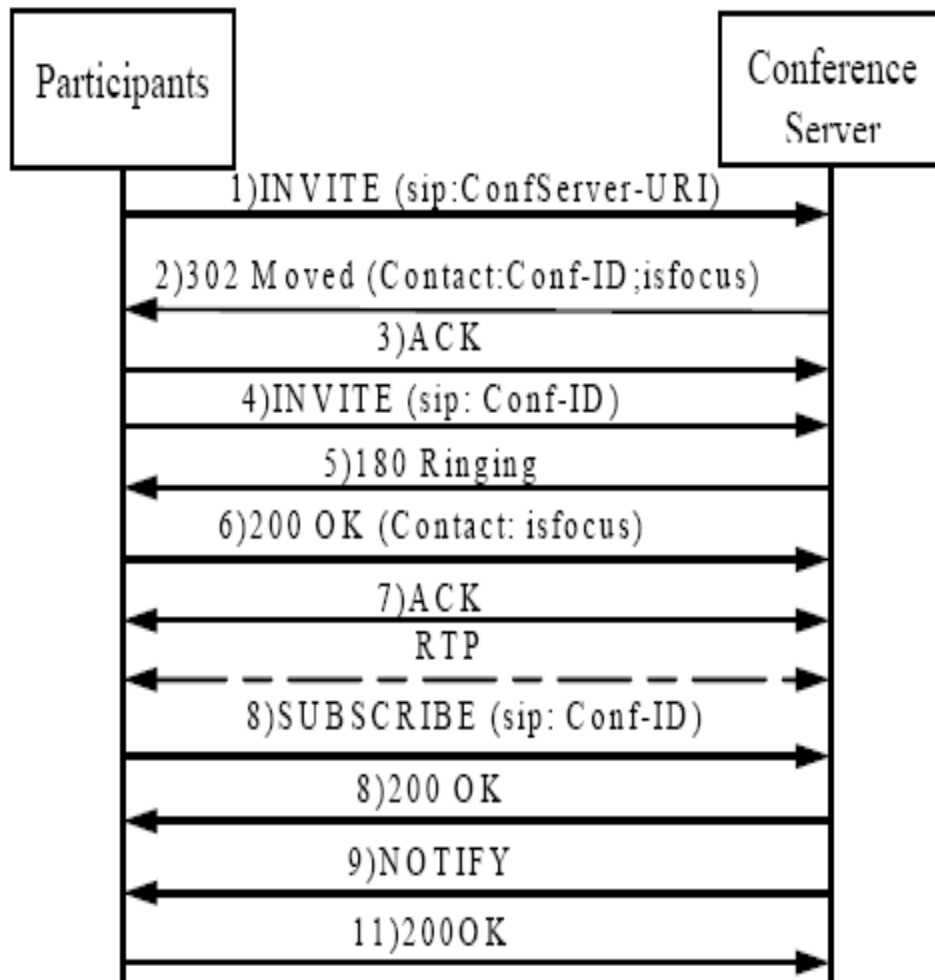 Participants
Conference
Server
1)INVITE (sip:ConfServer-URI)
2)302 Moved (Contact:Conf-ID;isfocus)
3)ACK
4)INVITE (sip: Conf-ID)
5)180 Ringing
6)200 OK (Contact: isfocus)
7)ACK
RTP
8)SUBSCRIBE (sip: Conf-ID)
8)200 OK
9)NOTIFY
11)200OK